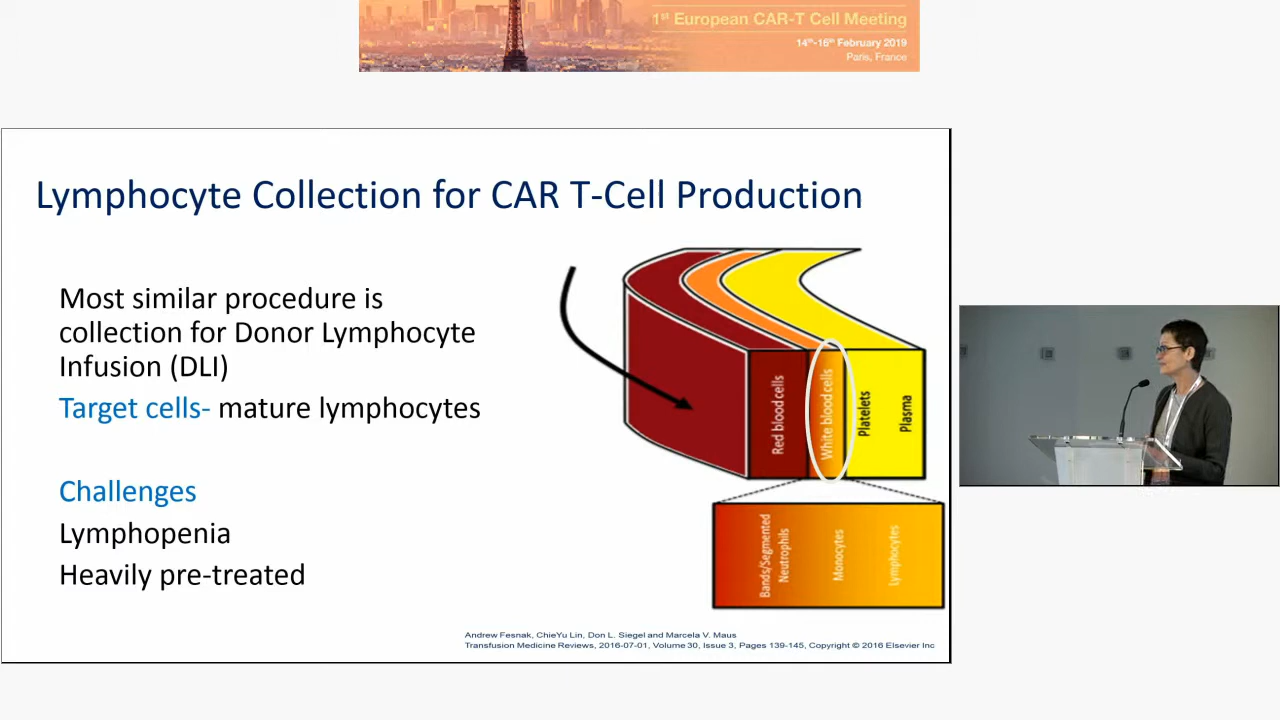 1st European CAR-T Cell Meeting
14th-16th February 2019
Paris, France
Lymphocyte Collection for CAR T-Cell Production
Most similar procedure is
collection for Donor Lymphocyte
Infusion (DLI)
Target cells- mature lymphocytes
Challenges
Lymphopenia
Heavily pre-treated
Red blood cells
White blood cells
Platelets
Plasma
Bands/Segmented
Neutrophils
Monocytes
Lymphocytes
Andrew Fesnak, ChieYu Lin, Don L. Siegel and Marcela V. Maus
Transfusion Medicine Reviews, 2016-07-01, Volume 30, Issue 3, Pages 139-145, Copyright © 2016 Elsevier Inc